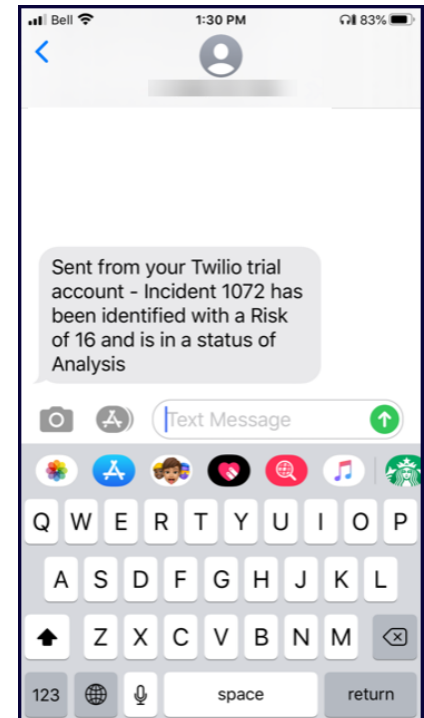 Bell 1:30 PM 83%
Sent from your Twilio trial
account - Incident 1072 has
been identified with a Risk
of 16 and is in a status of
Analysis
Text Message
Q W E R T Y U I O P
A S D F G H J K L
Z X C V B N M
123 space return